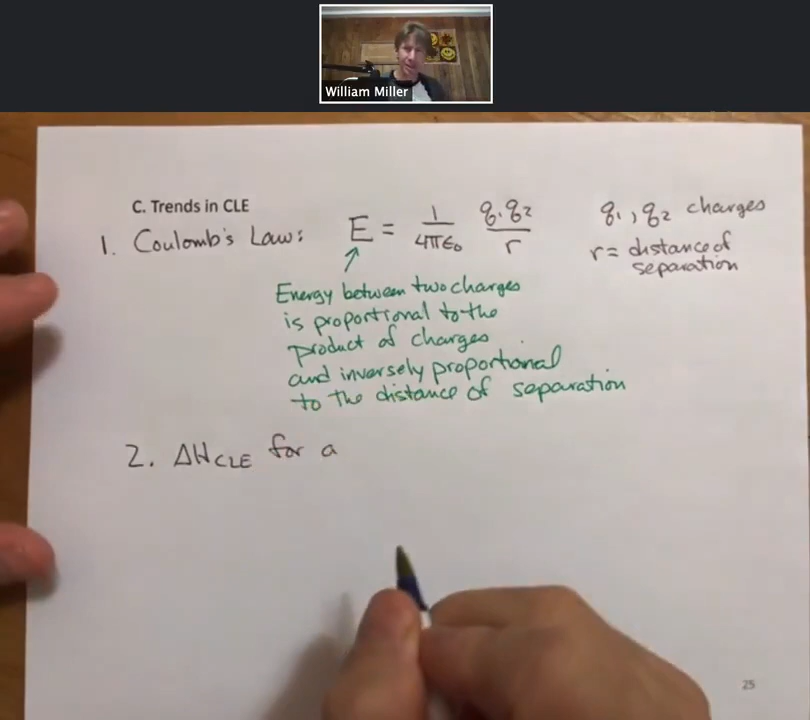 William Miller
C. Trends in CLE
1. Coulomb's Law: E = 1/4πϵ₀ q₁q₂/r
q₁, q₂ charges
r = distance of
separation
Energy between two charges
is proportional to the
product of charges
and inversely proportional
to the distance of separation
2. ΔH_CLE for a
25